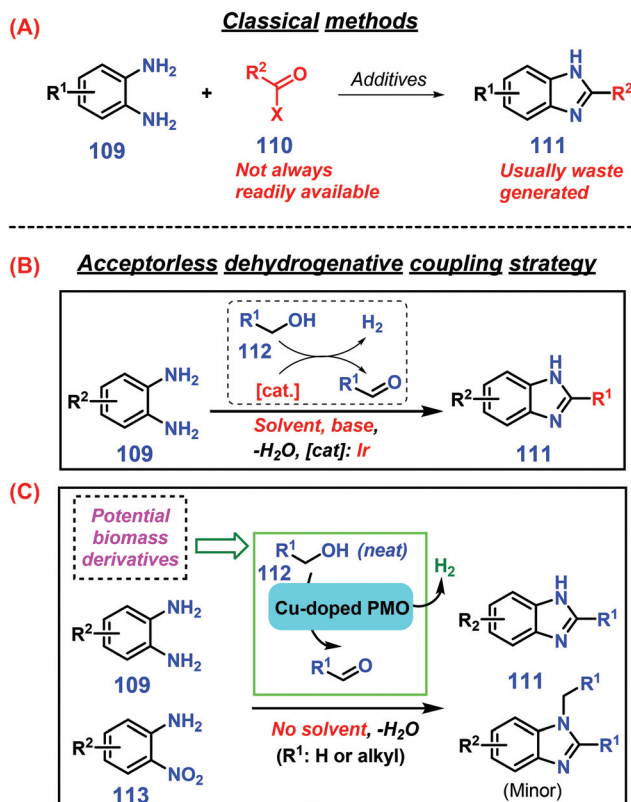 (A) Classical methods
R¹ NH₂ NH₂ + R² O X Additives R¹ H N N R²
109 110 111
Not always readily available
Usually waste generated
(B) Acceptorless dehydrogenative coupling strategy
R¹ OH H₂
112
[cat.] R¹ O
R² NH₂ NH₂ R² H N N R¹
Solvent, base,
-H₂O, [cat]: Ir
109 111
(C)
Potential
biomass
derivatives
R¹ OH (neat)
112 H₂
Cu-doped PMO
R¹ O
R² NH₂ NH₂
109
R₂ H N N R¹
111
R² NH₂ NO₂
113
No solvent, -H₂O
(R¹: H or alkyl)
R² N N R¹ R¹
(Minor)